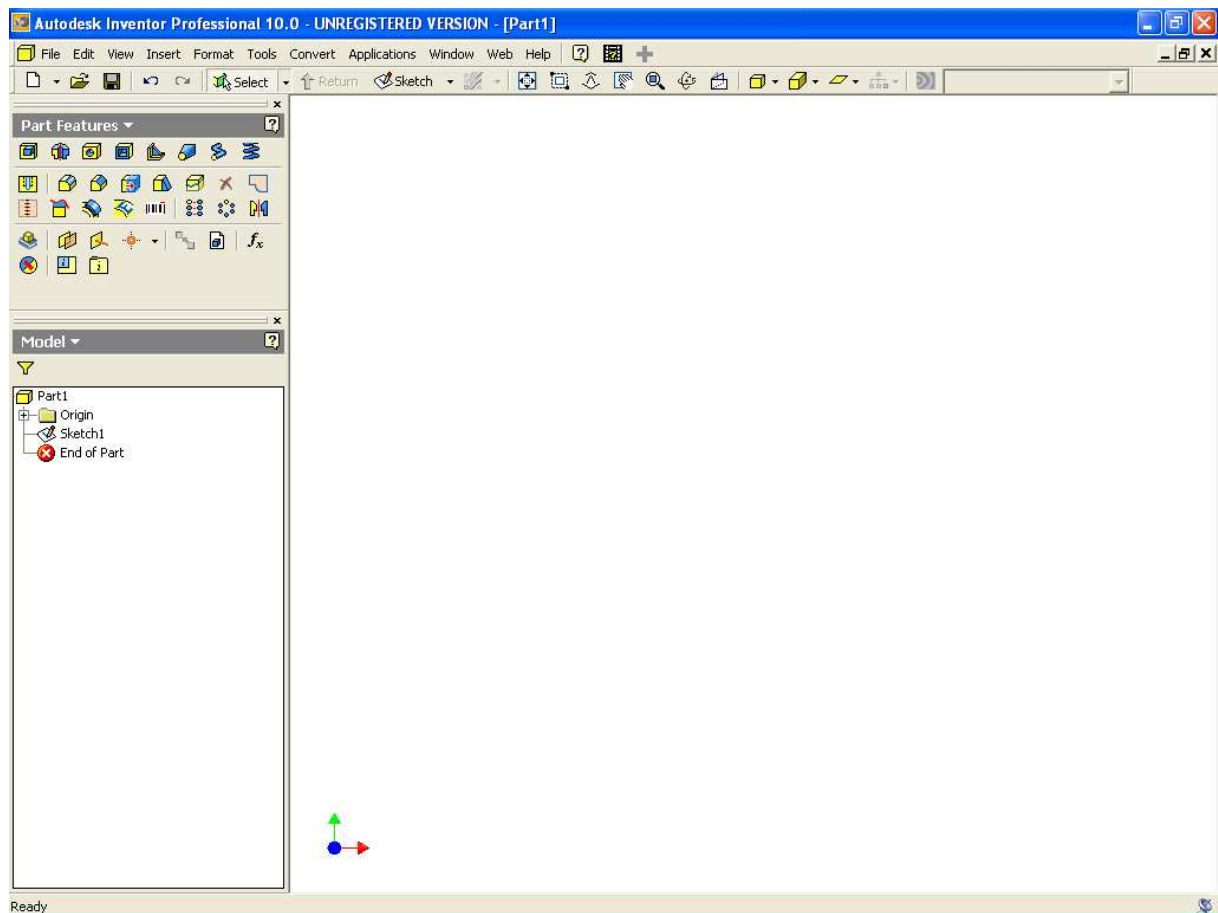 Autodesk Inventor Professional 10.0 - UNREGISTERED VERSION - [Part1]
File Edit View Insert Format Tools Convert Applications Window Web Help
Select Return Sketch
Part Features
fx
Model
Part1
Origin
Sketch1
End of Part
Ready